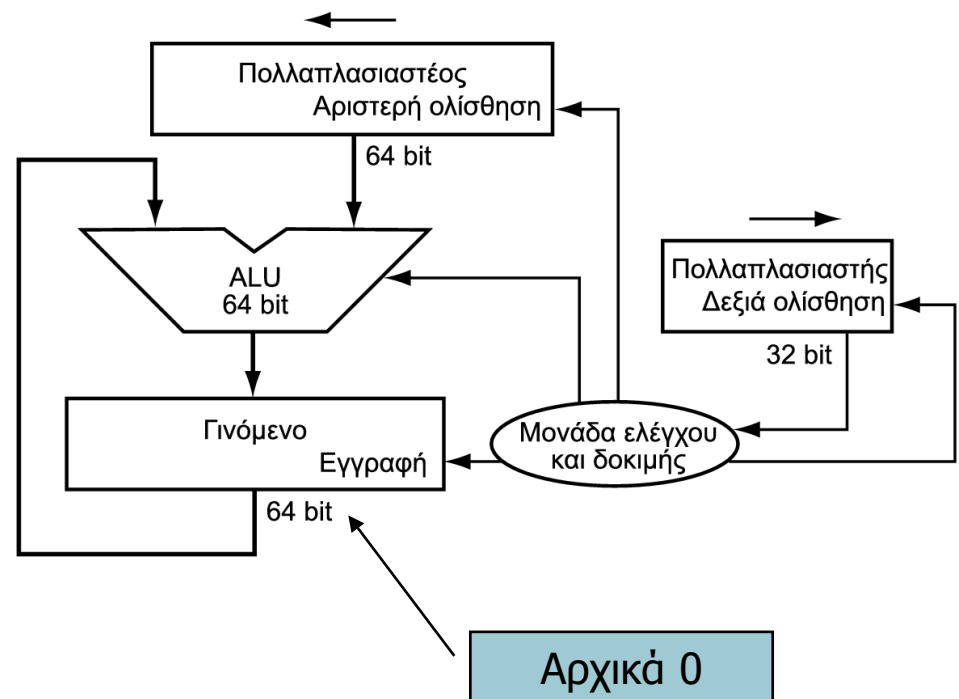 Πολλαπλασιαστέος
Αριστερή ολίσθηση
64 bit
ALU
64 bit
Πολλαπλασιαστής
Δεξιά ολίσθηση
32 bit
Γινόμενο
Εγγραφή
64 bit
Μονάδα ελέγχου
και δοκιμής
Αρχικά 0